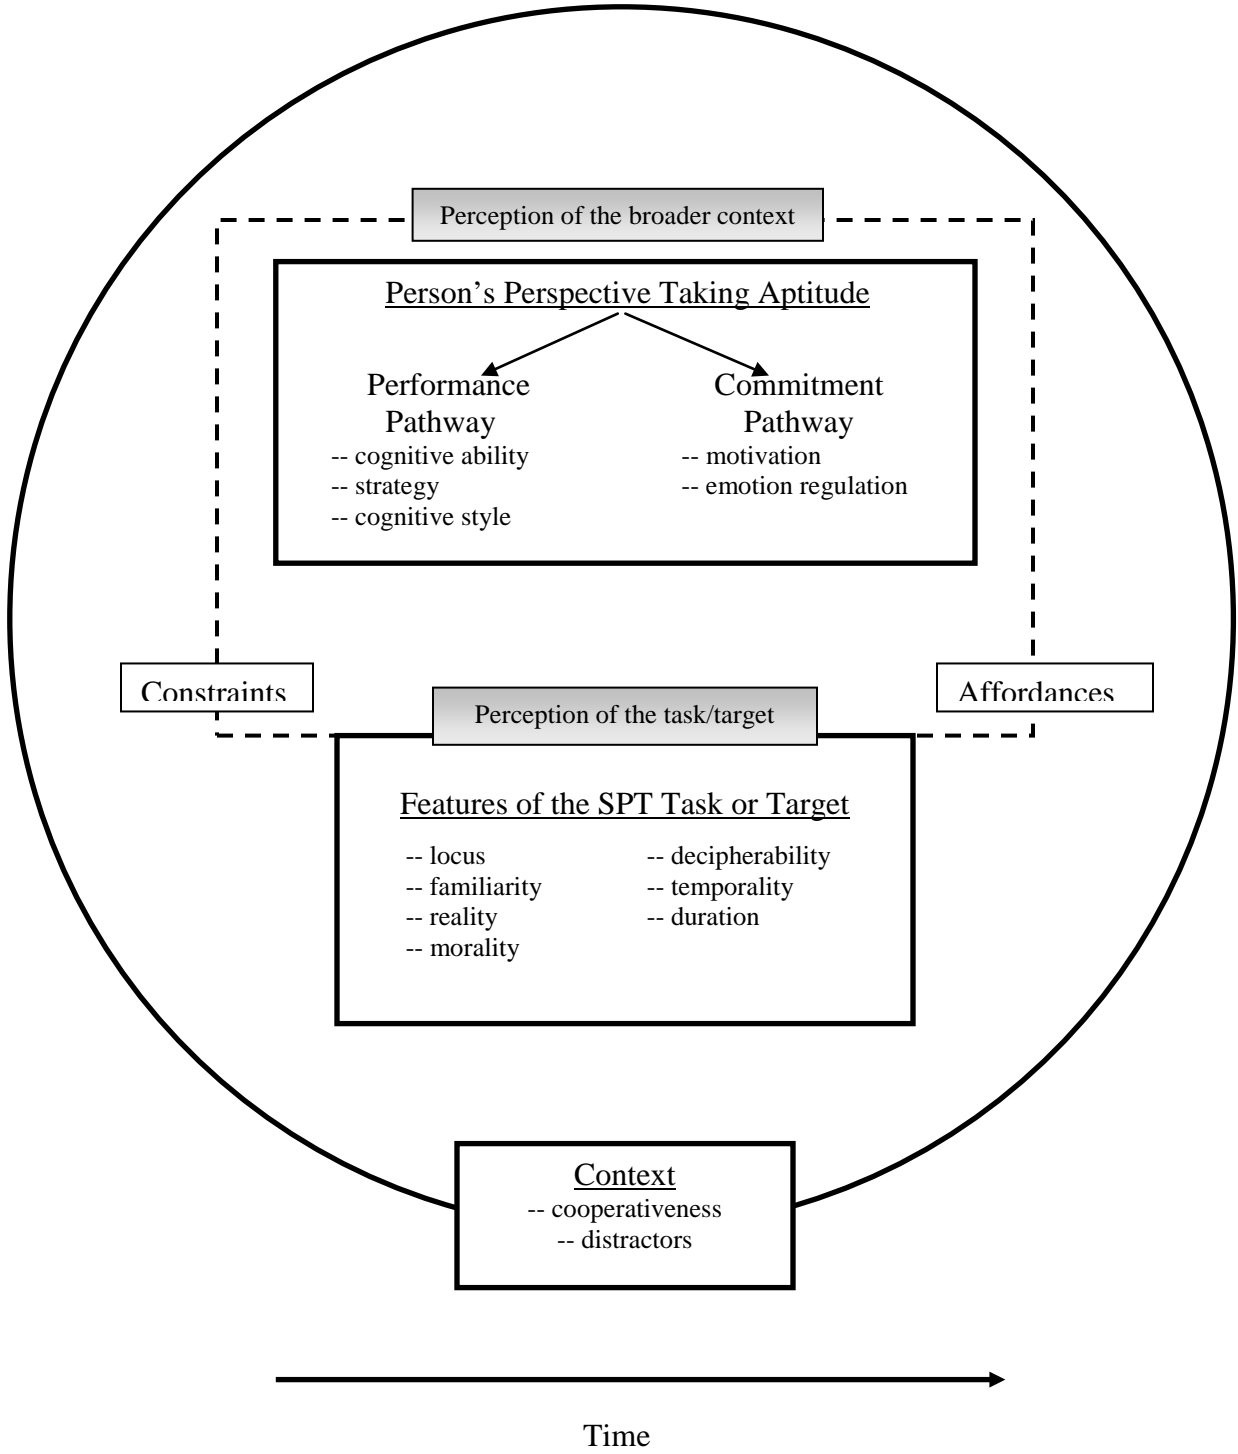 Perception of the broader context
Person’s Perspective Taking Aptitude
Performance
Pathway
-- cognitive ability
-- strategy
-- cognitive style
Commitment
Pathway
-- motivation
-- emotion regulation
Constraints
Affordances
Perception of the task/target
Features of the SPT Task or Target
-- locus
-- familiarity
-- reality
-- morality
-- decipherability
-- temporality
-- duration
Context
-- cooperativeness
-- distractors
Time